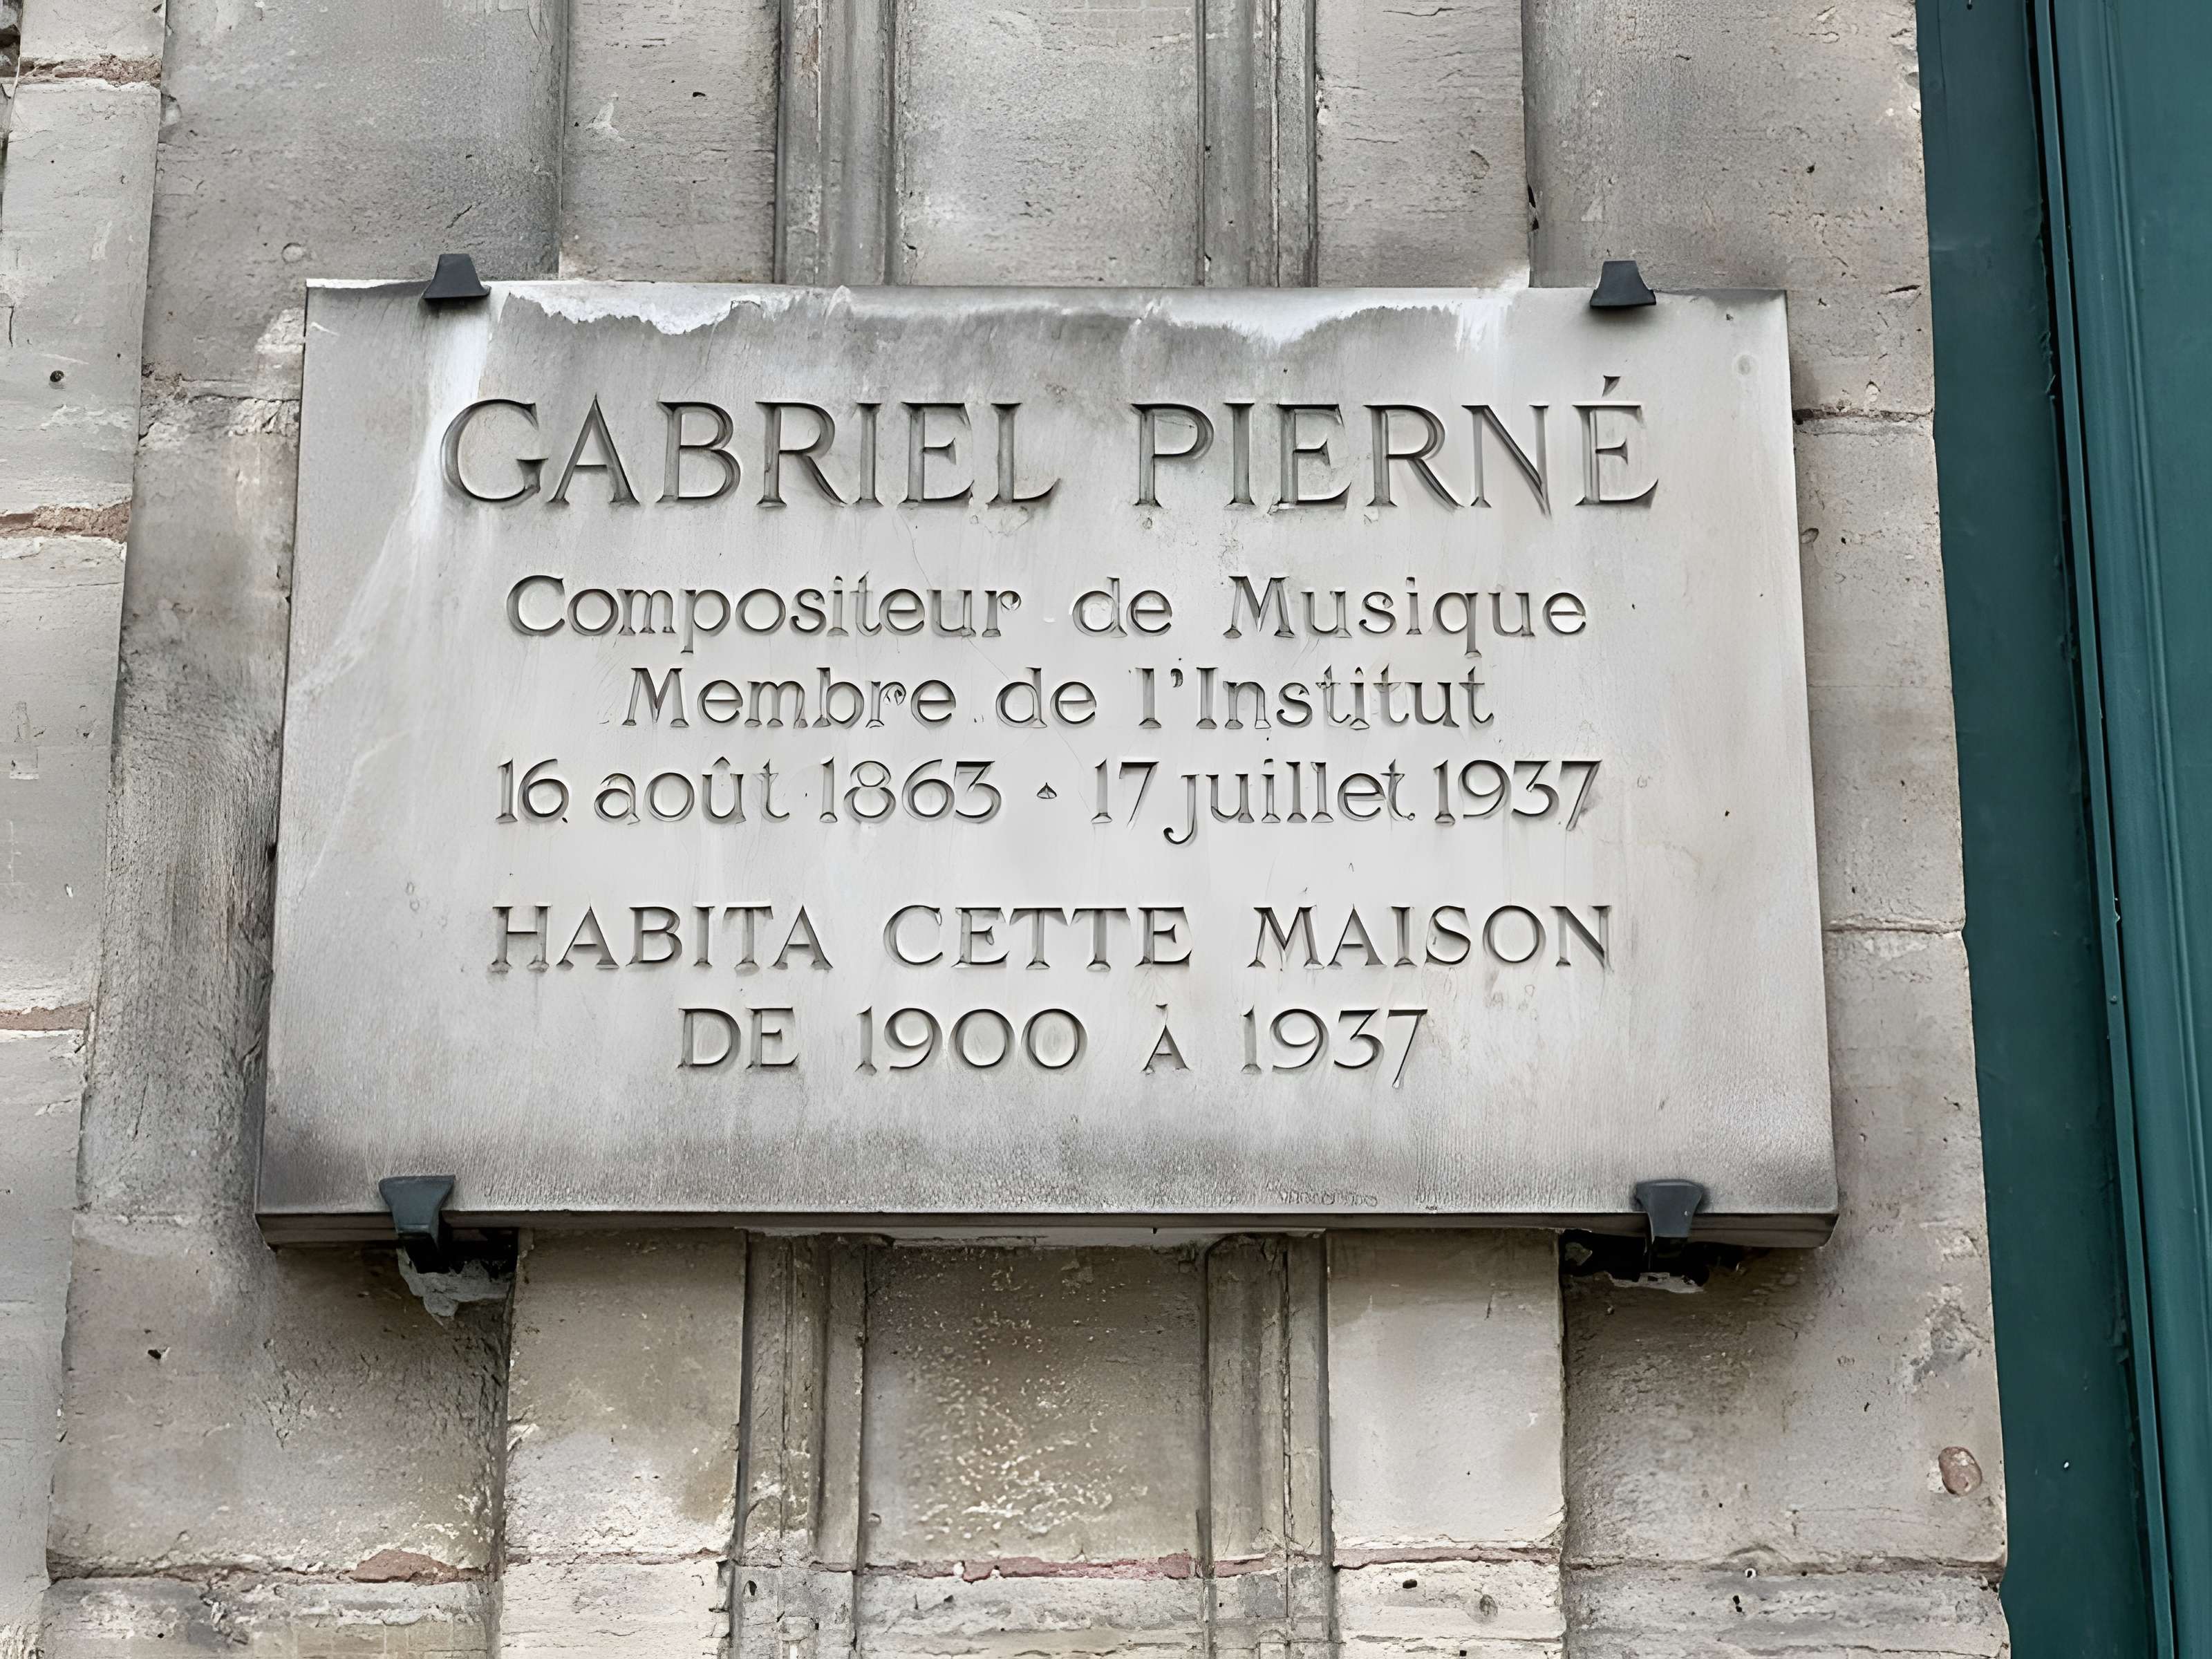 GABRIEL PIERNÉ
Compositeur de Musique
Membre de l'Institut
16 août 1863 · 17 juillet 1937
HABITA CETTE MAISON
DE 1900 À 1937